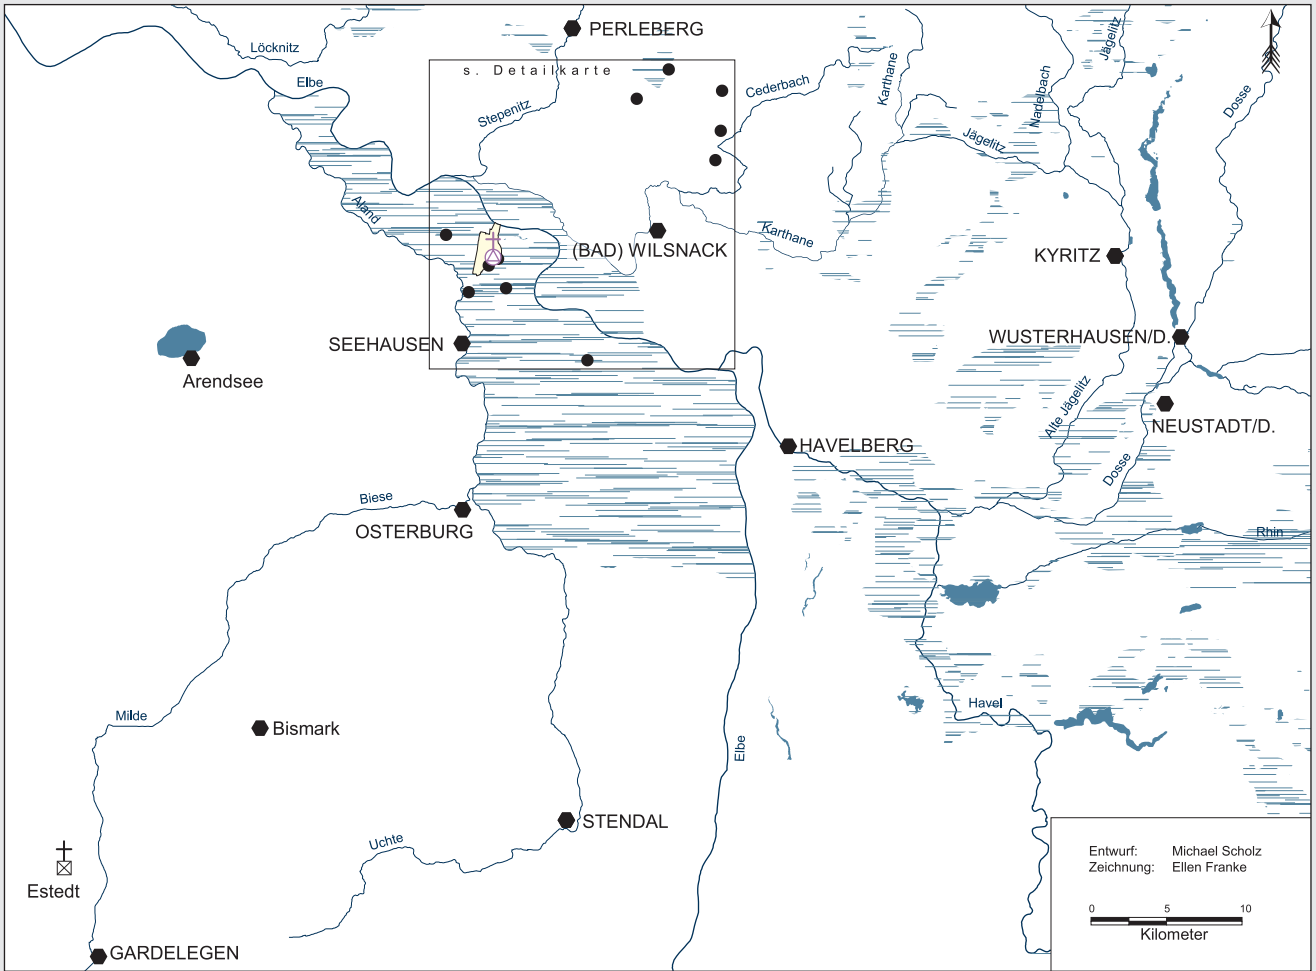 PERLEBERG
Löcknitz
s. Detailkarte
Elbe
Stepenitz
Cederbach
Karthane
Nadelbach
Jägelitz
Dosse
Jägelitz
Aland
Karthane
(BAD) WILSNACK
KYRITZ
SEEHAUSEN
WUSTERHAUSEN/D.
Arendsee
Alte Jägelitz
NEUSTADT/D.
HAVELBERG
Dosse
Biese
OSTERBURG
Rhin
Milde
Bismark
Havel
Elbe
STENDAL
Uchte
Estedt
GARDELEGEN
Entwurf: Michael Scholz
Zeichnung: Ellen Franke
0 5 10
Kilometer